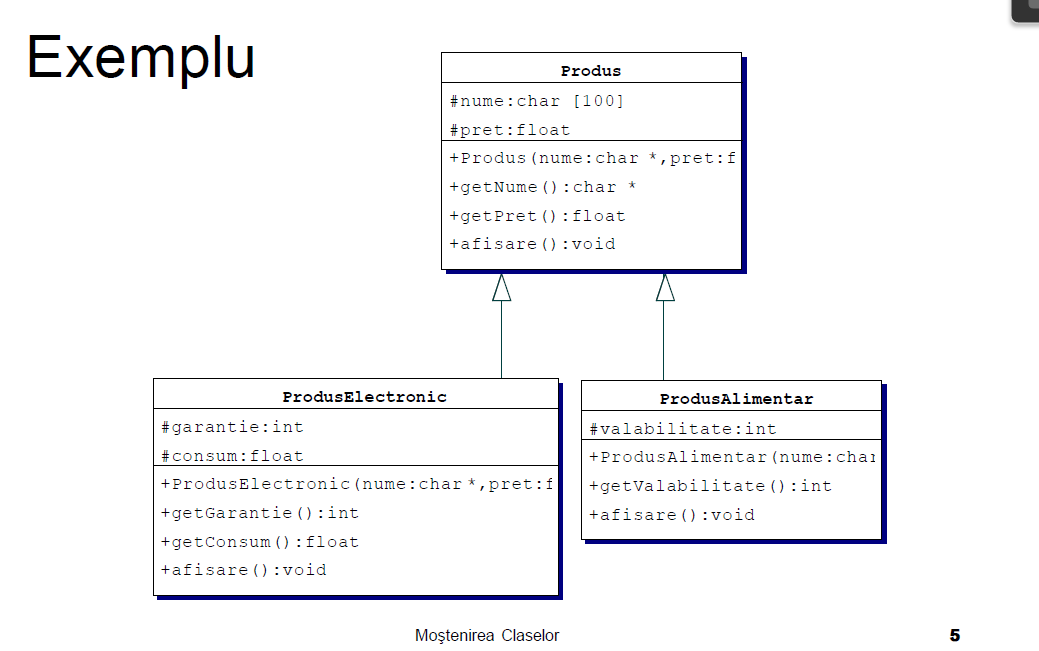 Exemplu
Produs
#nume:char [100]
#pret:float
+Produs(nume:char *,pret:f
+getNume():char *
+getPret():float
+afisare():void
ProdusElectronic
#garantie:int
#consum:float
+ProdusElectronic(nume:char *,pret:f
+getGarantie():int
+getConsum():float
+afisare():void
ProdusAlimentar
#valabilitate:int
+ProdusAlimentar(nume:char
+getValabilitate():int
+afisare():void
Moştenirea Claselor
5